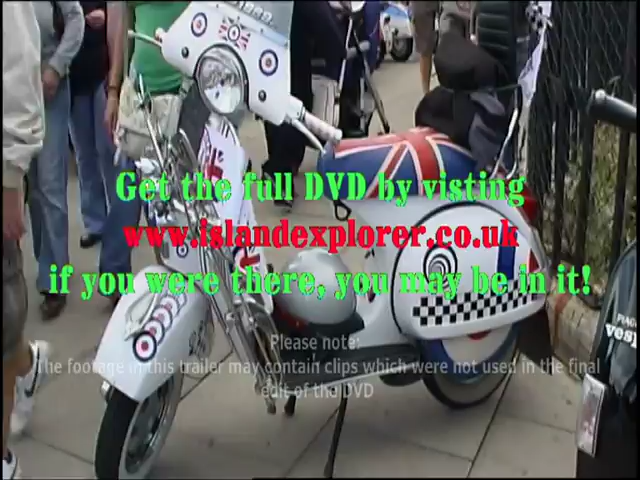 Get the full DVD by visting
www.islandexplorer.co.uk
if you were there, you may be in it!
Please note:
The footage in this trailer may contain clips which were not used in the final
edit of the DVD